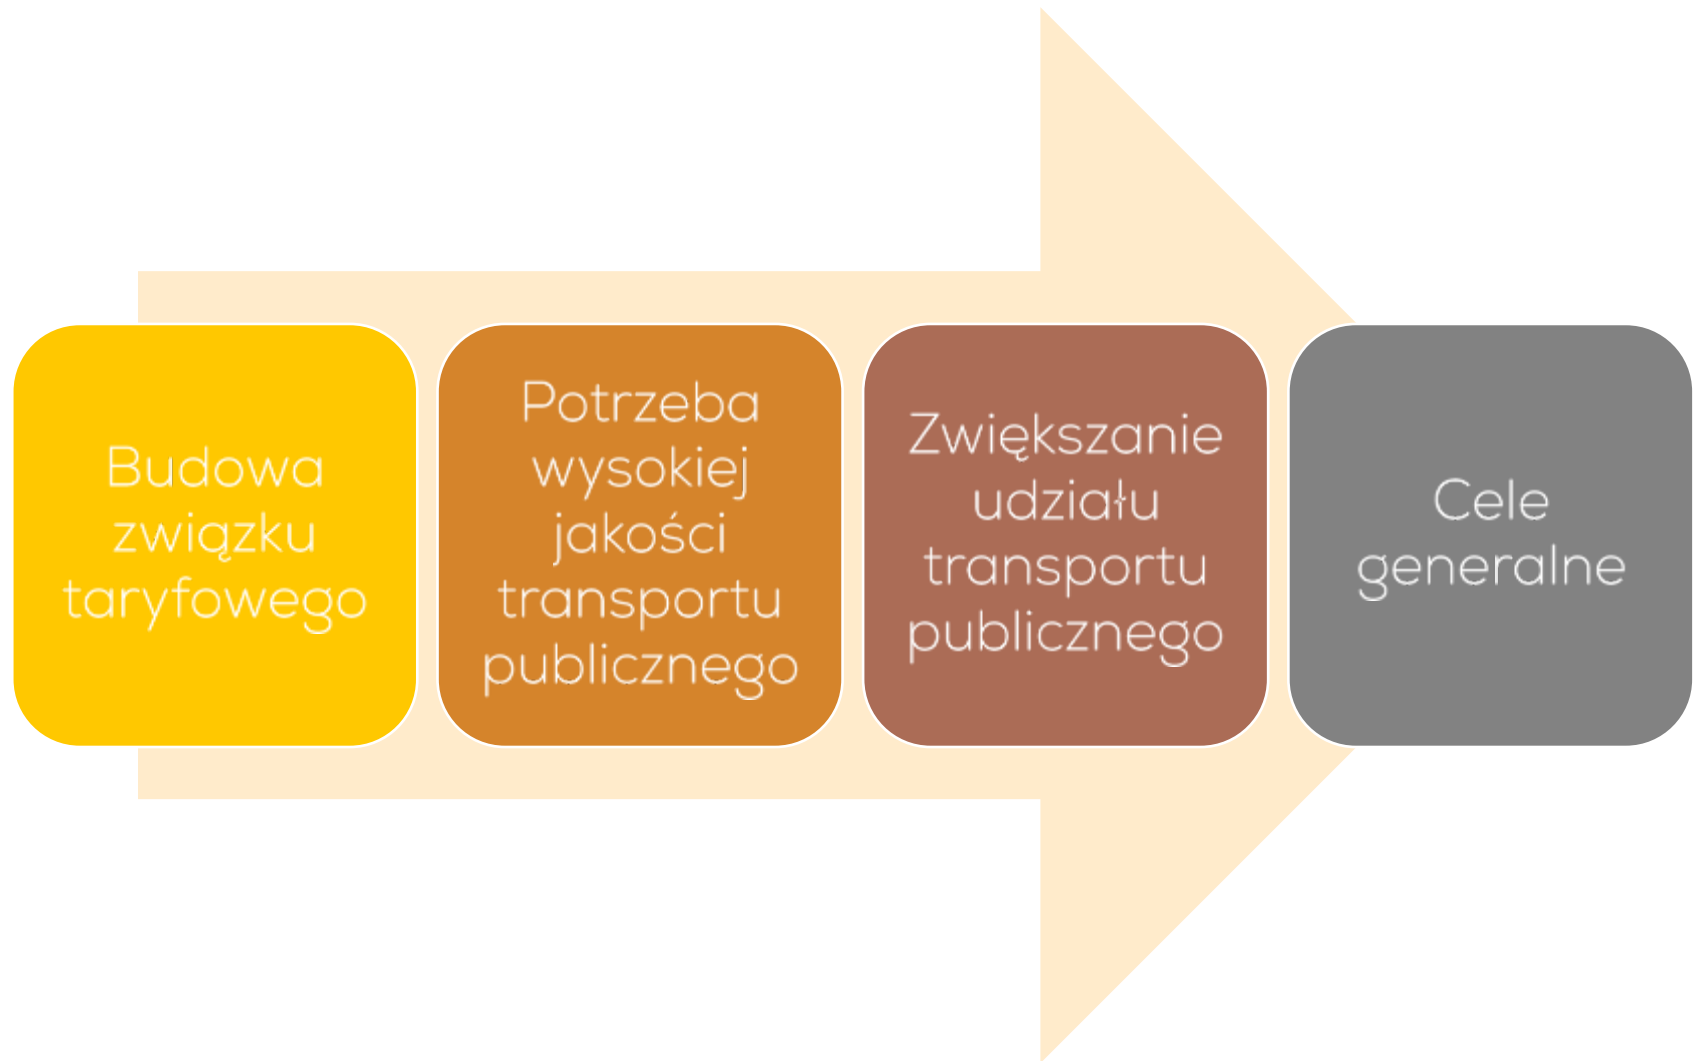 Budowa
związku
taryfowego
Potrzeba
wysokiej
jakości
transportu
publicznego
Zwiększanie
udziału
transportu
publicznego
Cele
generalne